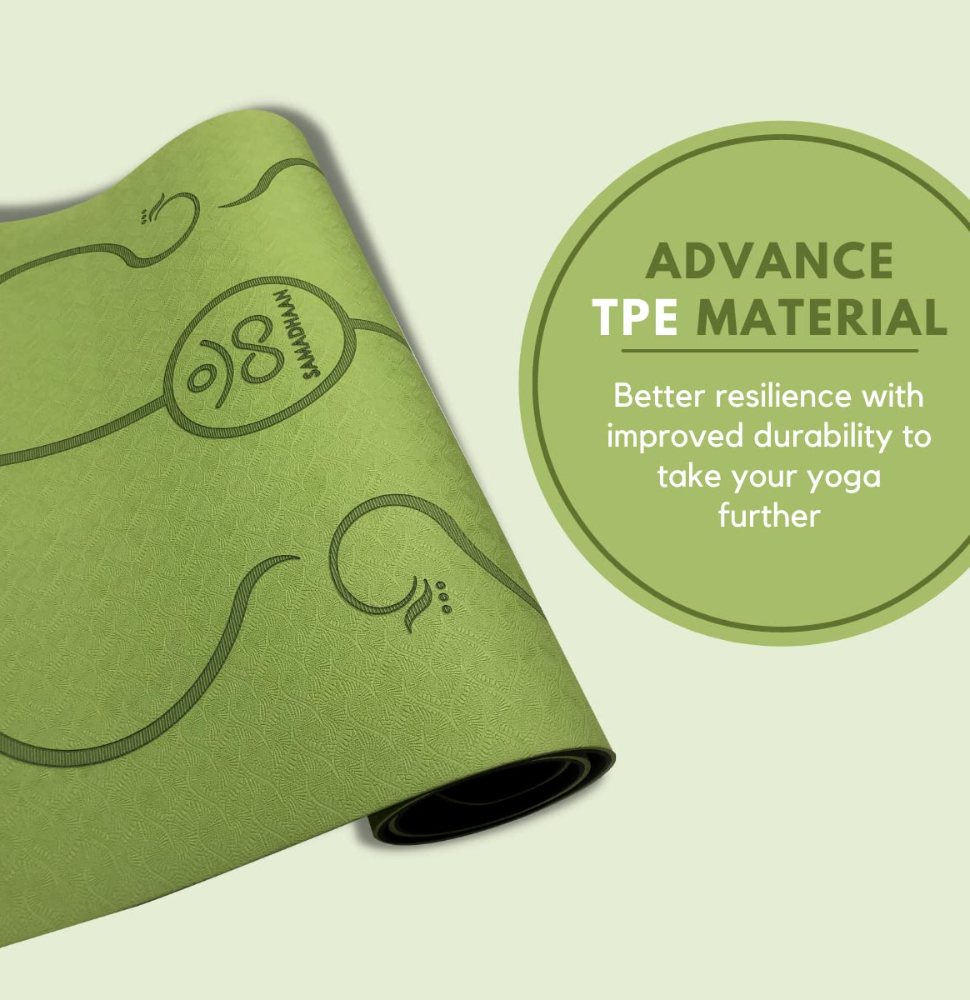 SAMADHAAN
ADVANCE
TPE MATERIAL
Better resilience with
improved durability to
take your yoga
further